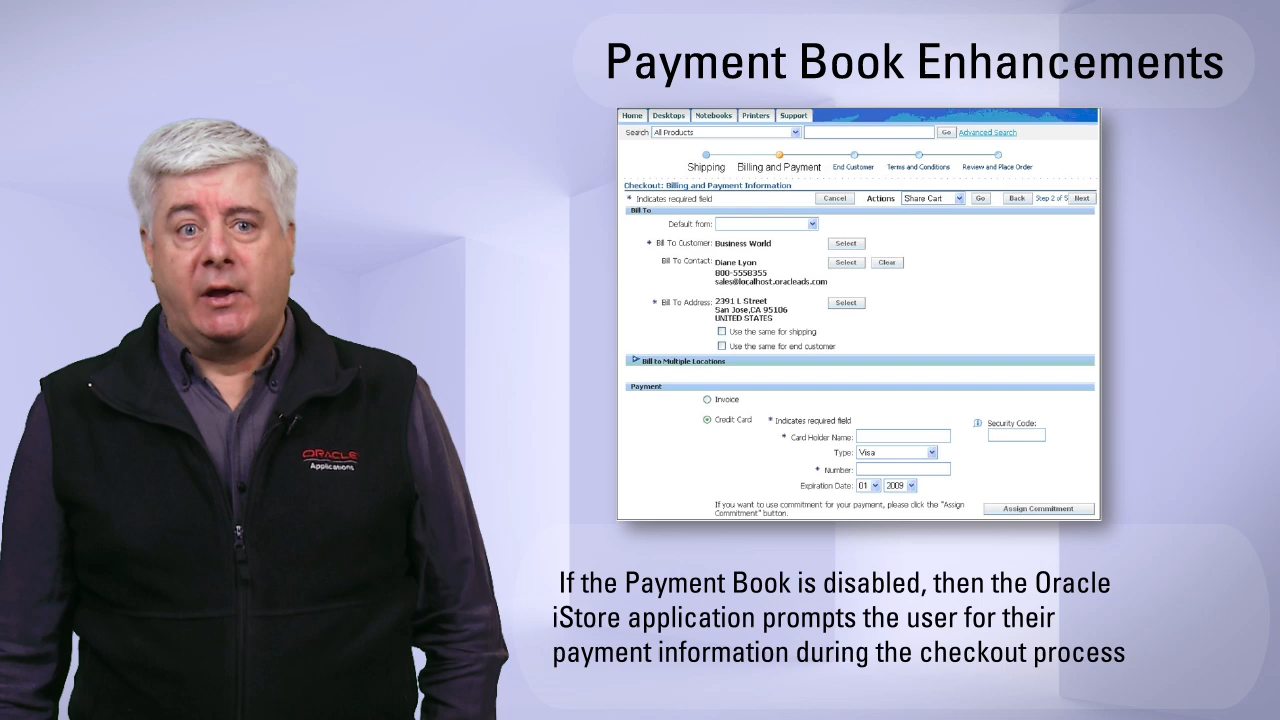 Payment Book Enhancements
Home Desktops Notebooks Printers Support
Search All Products Go Advanced Search
Shipping Billing and Payment End Customer Terms and Conditions Review and Place Order
Checkout: Billing and Payment Information
* Indicates required field Cancel Actions Share Cart Go Back Step 2 of 5 Next
Bill To
Default from:
* Bill To Customer: Business World Select
Bill To Contact: Diane Lyon Select Clear
800-5558355
sales@localhost.oracleads.com
* Bill To Address: 2391 L Street Select
San Jose,CA 95106
UNITED STATES
Use the same for shipping
Use the same for end customer
Bill to Multiple Locations
Payment
Invoice
Credit Card * Indicates required field Security Code:
* Card Holder Name:
Type: Visa
* Number:
Expiration Date: 01 2009
If you want to use commitment for your payment, please click the "Assign
Commitment" button.
Assign Commitment
ORACLE
Applications
If the Payment Book is disabled, then the Oracle
iStore application prompts the user for their
payment information during the checkout process